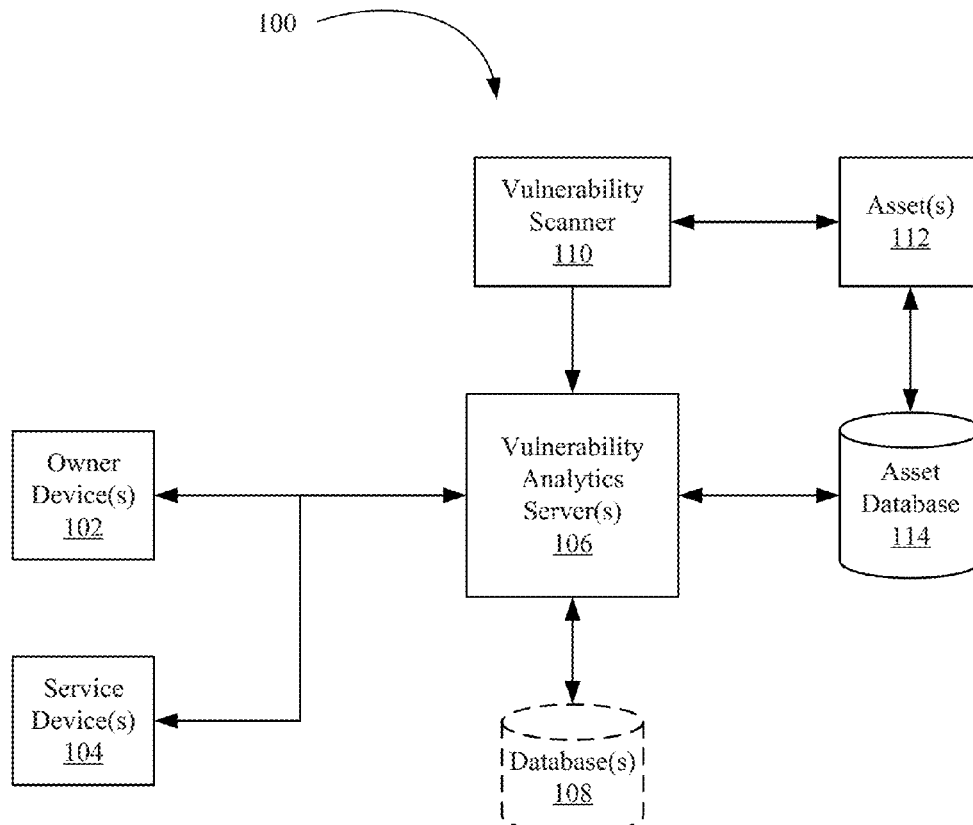 100
Vulnerability
Scanner
110
Asset(s)
112
Owner
Device(s)
102
Vulnerability
Analytics
Server(s)
106
Asset
Database
114
Service
Device(s)
104
Database(s)
108